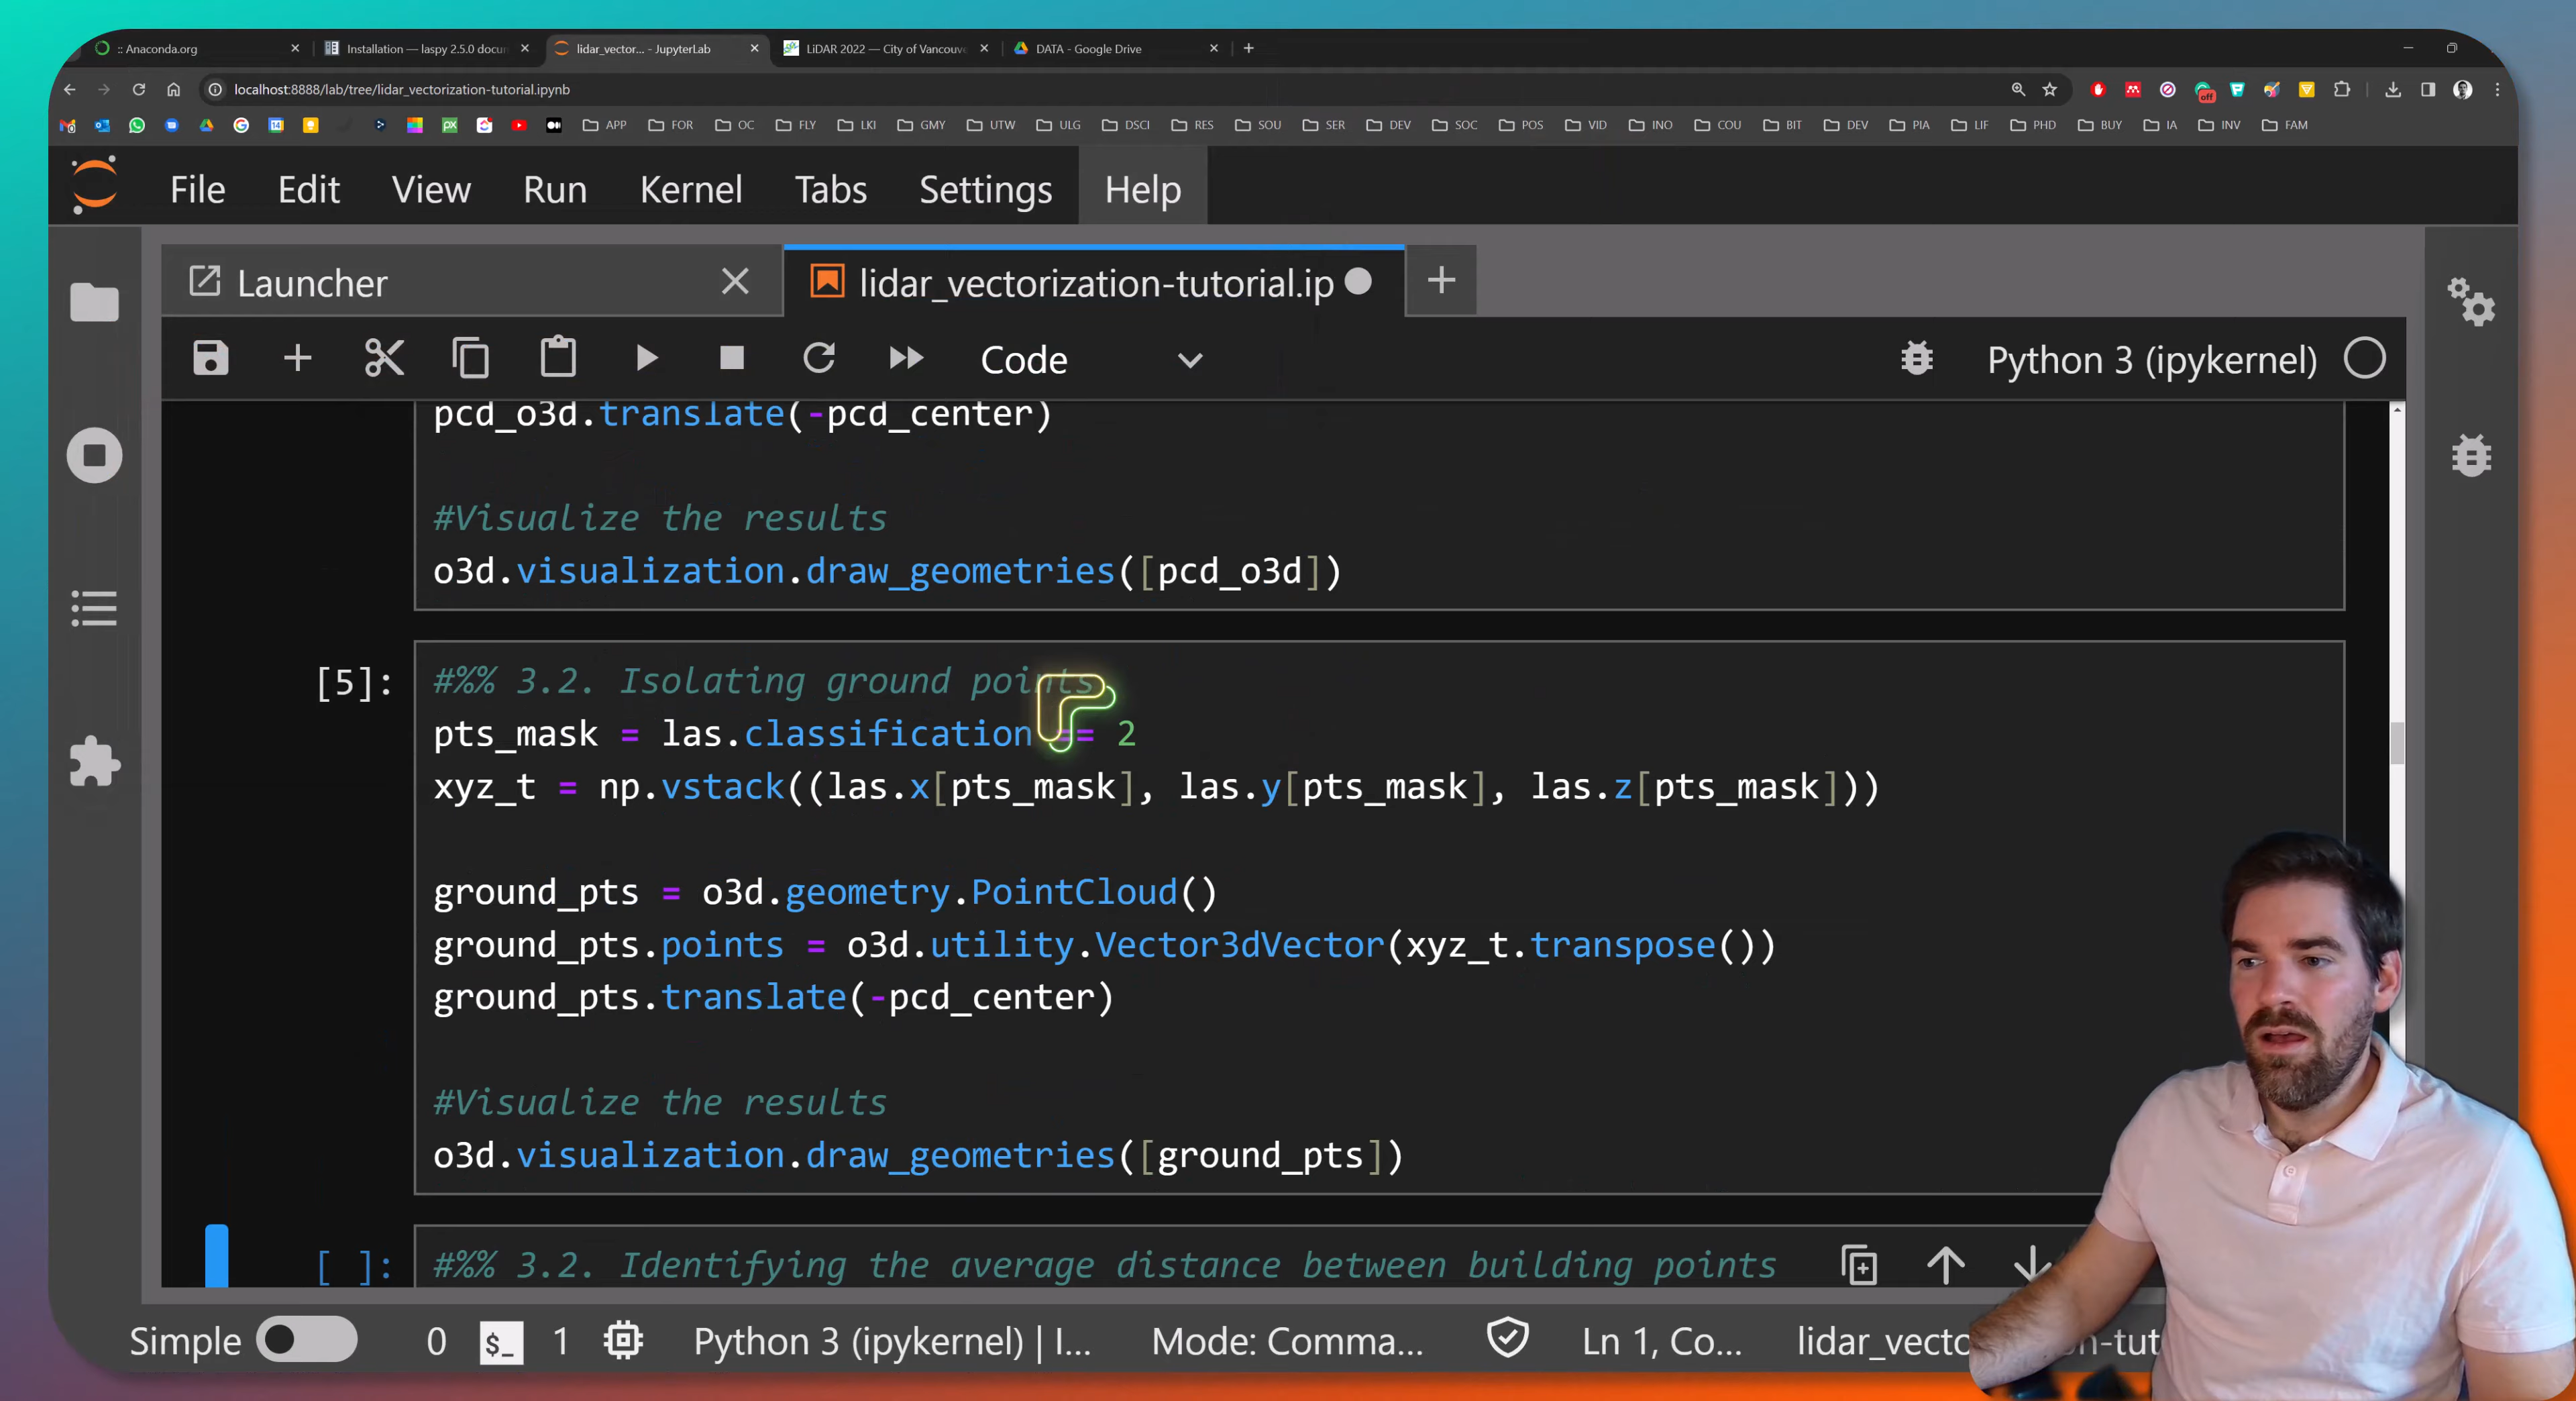 :: Anaconda.org
Installation — laspy 2.5.0 docum
lidar_vector... - JupyterLab
LiDAR 2022 — City of Vancouve
DATA - Google Drive
localhost:8888/lab/tree/lidar_vectorization-tutorial.ipynb
off
14
APP
FOR
OC
FLY
LKI
GMY
UTW
ULG
DSCI
RES
SOU
SER
DEV
SOC
POS
VID
INO
COU
BIT
DEV
PIA
LIF
PHD
BUY
IA
INV
FAM
File Edit View Run Kernel Tabs Settings Help
Launcher
lidar_vectorization-tutorial.ip
Code
Python 3 (ipykernel)
pcd_o3d.translate(-pcd_center)
#Visualize the results
o3d.visualization.draw_geometries([pcd_o3d])
[5]:
#%% 3.2. Isolating ground points
pts_mask = las.classification == 2
xyz_t = np.vstack((las.x[pts_mask], las.y[pts_mask], las.z[pts_mask]))
ground_pts = o3d.geometry.PointCloud()
ground_pts.points = o3d.utility.Vector3dVector(xyz_t.transpose())
ground_pts.translate(-pcd_center)
#Visualize the results
o3d.visualization.draw_geometries([ground_pts])
[ ]:
#%% 3.2. Identifying the average distance between building points
Simple
0
$_
1
Python 3 (ipykernel) | I...
Mode: Comma...
Ln 1, Co...
lidar_vecto
n-tut